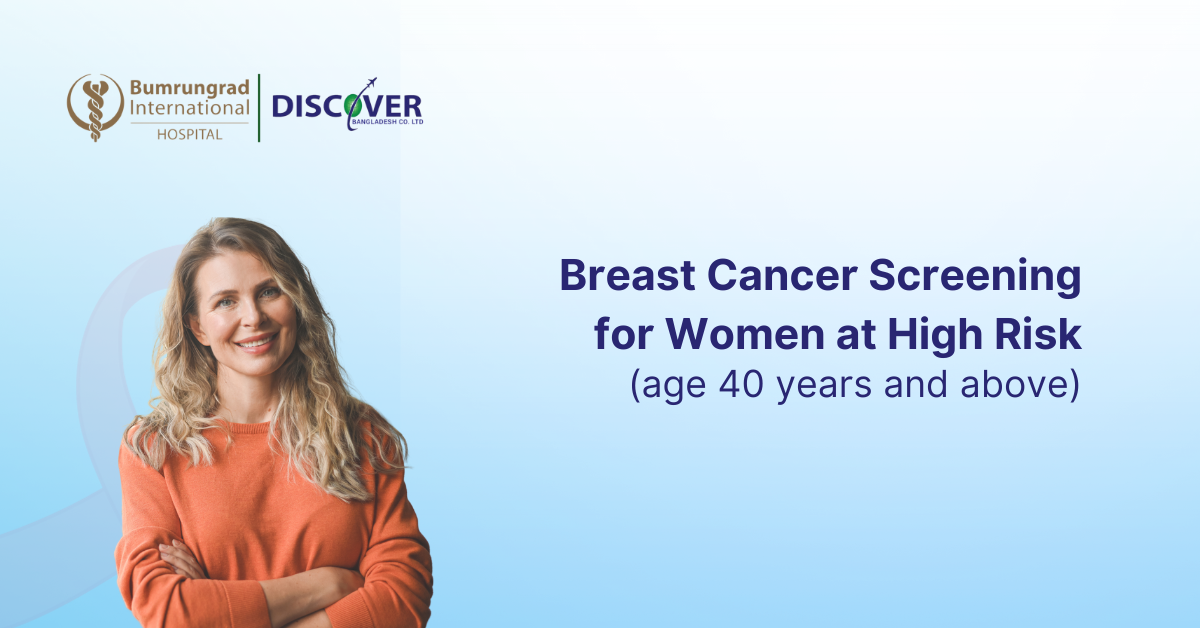 Bumrungrad
International
HOSPITAL
DISCOVER
BANGLADESH CO. LTD
Breast Cancer Screening
for Women at High Risk
(age 40 years and above)